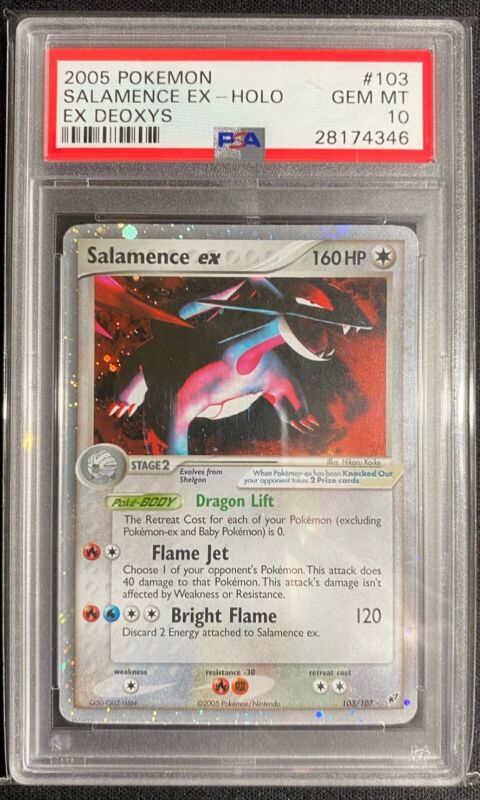 2005 POKEMON #103
SALAMENCE EX-HOLO GEM MT
EX DEOXYS 10
PSA 28174346
Salamence ex 160 HP
Illus. Hikaru Koike
STAGE 2
Evolves from
Shelgon
When Pokémon-ex has been Knocked Out
your opponent takes 2 Prize cards.
Poké-BODY Dragon Lift
The Retreat Cost for each of your Pokémon (excluding
Pokémon-ex and Baby Pokémon) is 0.
Flame Jet
Choose 1 of your opponent's Pokémon. This attack does
40 damage to that Pokémon. This attack's damage isn't
affected by Weakness or Resistance.
Bright Flame 120
Discard 2 Energy attached to Salamence ex.
weakness resistance -30 retreat cost
©2005 Pokémon/Nintendo 103/107